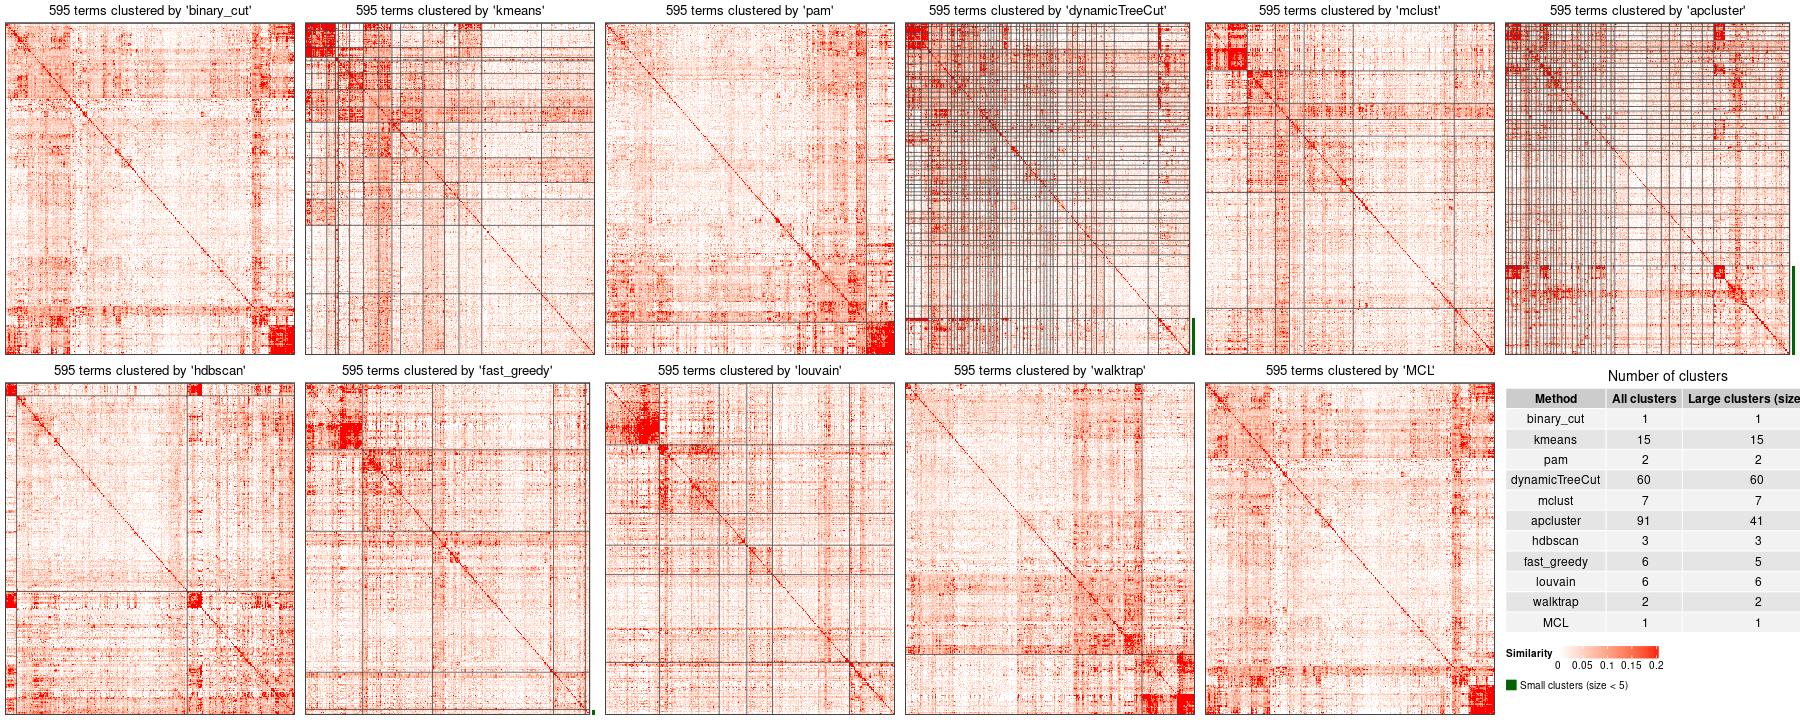 595 terms clustered by 'binary_cut'
595 terms clustered by 'kmeans'
595 terms clustered by 'pam'
595 terms clustered by 'dynamicTreeCut'
595 terms clustered by 'mclust'
595 terms clustered by 'apcluster'
595 terms clustered by 'hdbscan'
595 terms clustered by 'fast_greedy'
595 terms clustered by 'louvain'
595 terms clustered by 'walktrap'
595 terms clustered by 'MCL'
Number of clusters
Method All clusters Large clusters (size
binary_cut 1 1
kmeans 15 15
pam 2 2
dynamicTreeCut 60 60
mclust 7 7
apcluster 91 41
hdbscan 3 3
fast_greedy 6 5
louvain 6 6
walktrap 2 2
MCL 1 1
Similarity
0 0.05 0.1 0.15 0.2
Small clusters (size < 5)